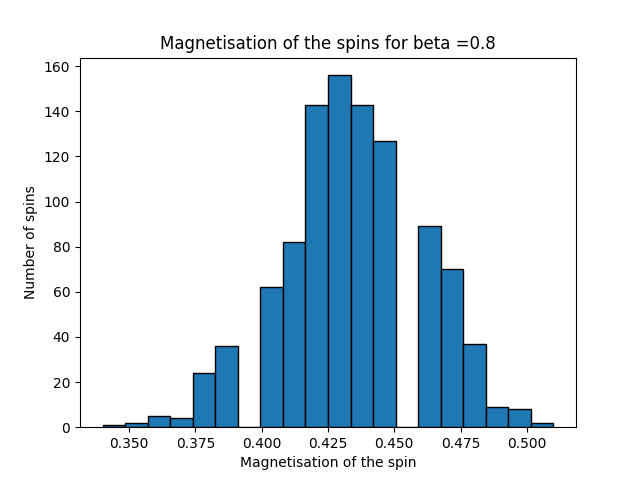 Magnetisation of the spins for beta =0.8
160
140
120
100
80
60
40
20
0
Number of spins
0.350 0.375 0.400 0.425 0.450 0.475 0.500
Magnetisation of the spin